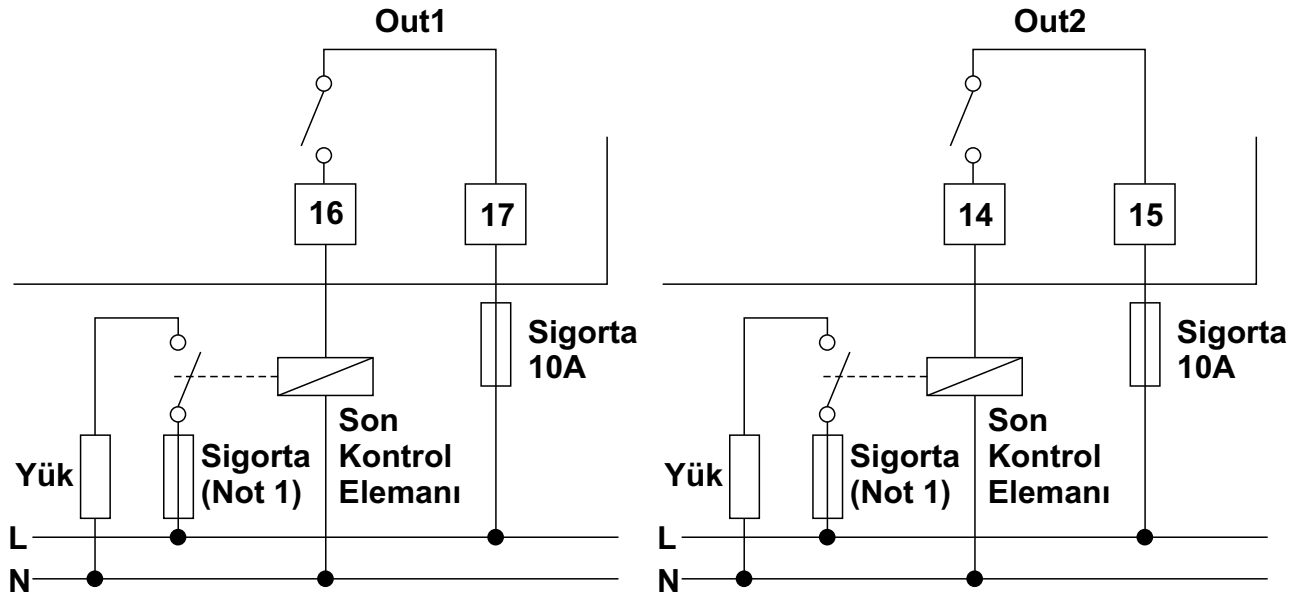 Out1
16
17
Sigorta
10A
Son
Kontrol
Elemanı
Sigorta
(Not 1)
Yük
L
N
Out2
14
15
Sigorta
10A
Son
Kontrol
Elemanı
Sigorta
(Not 1)
Yük
L
N